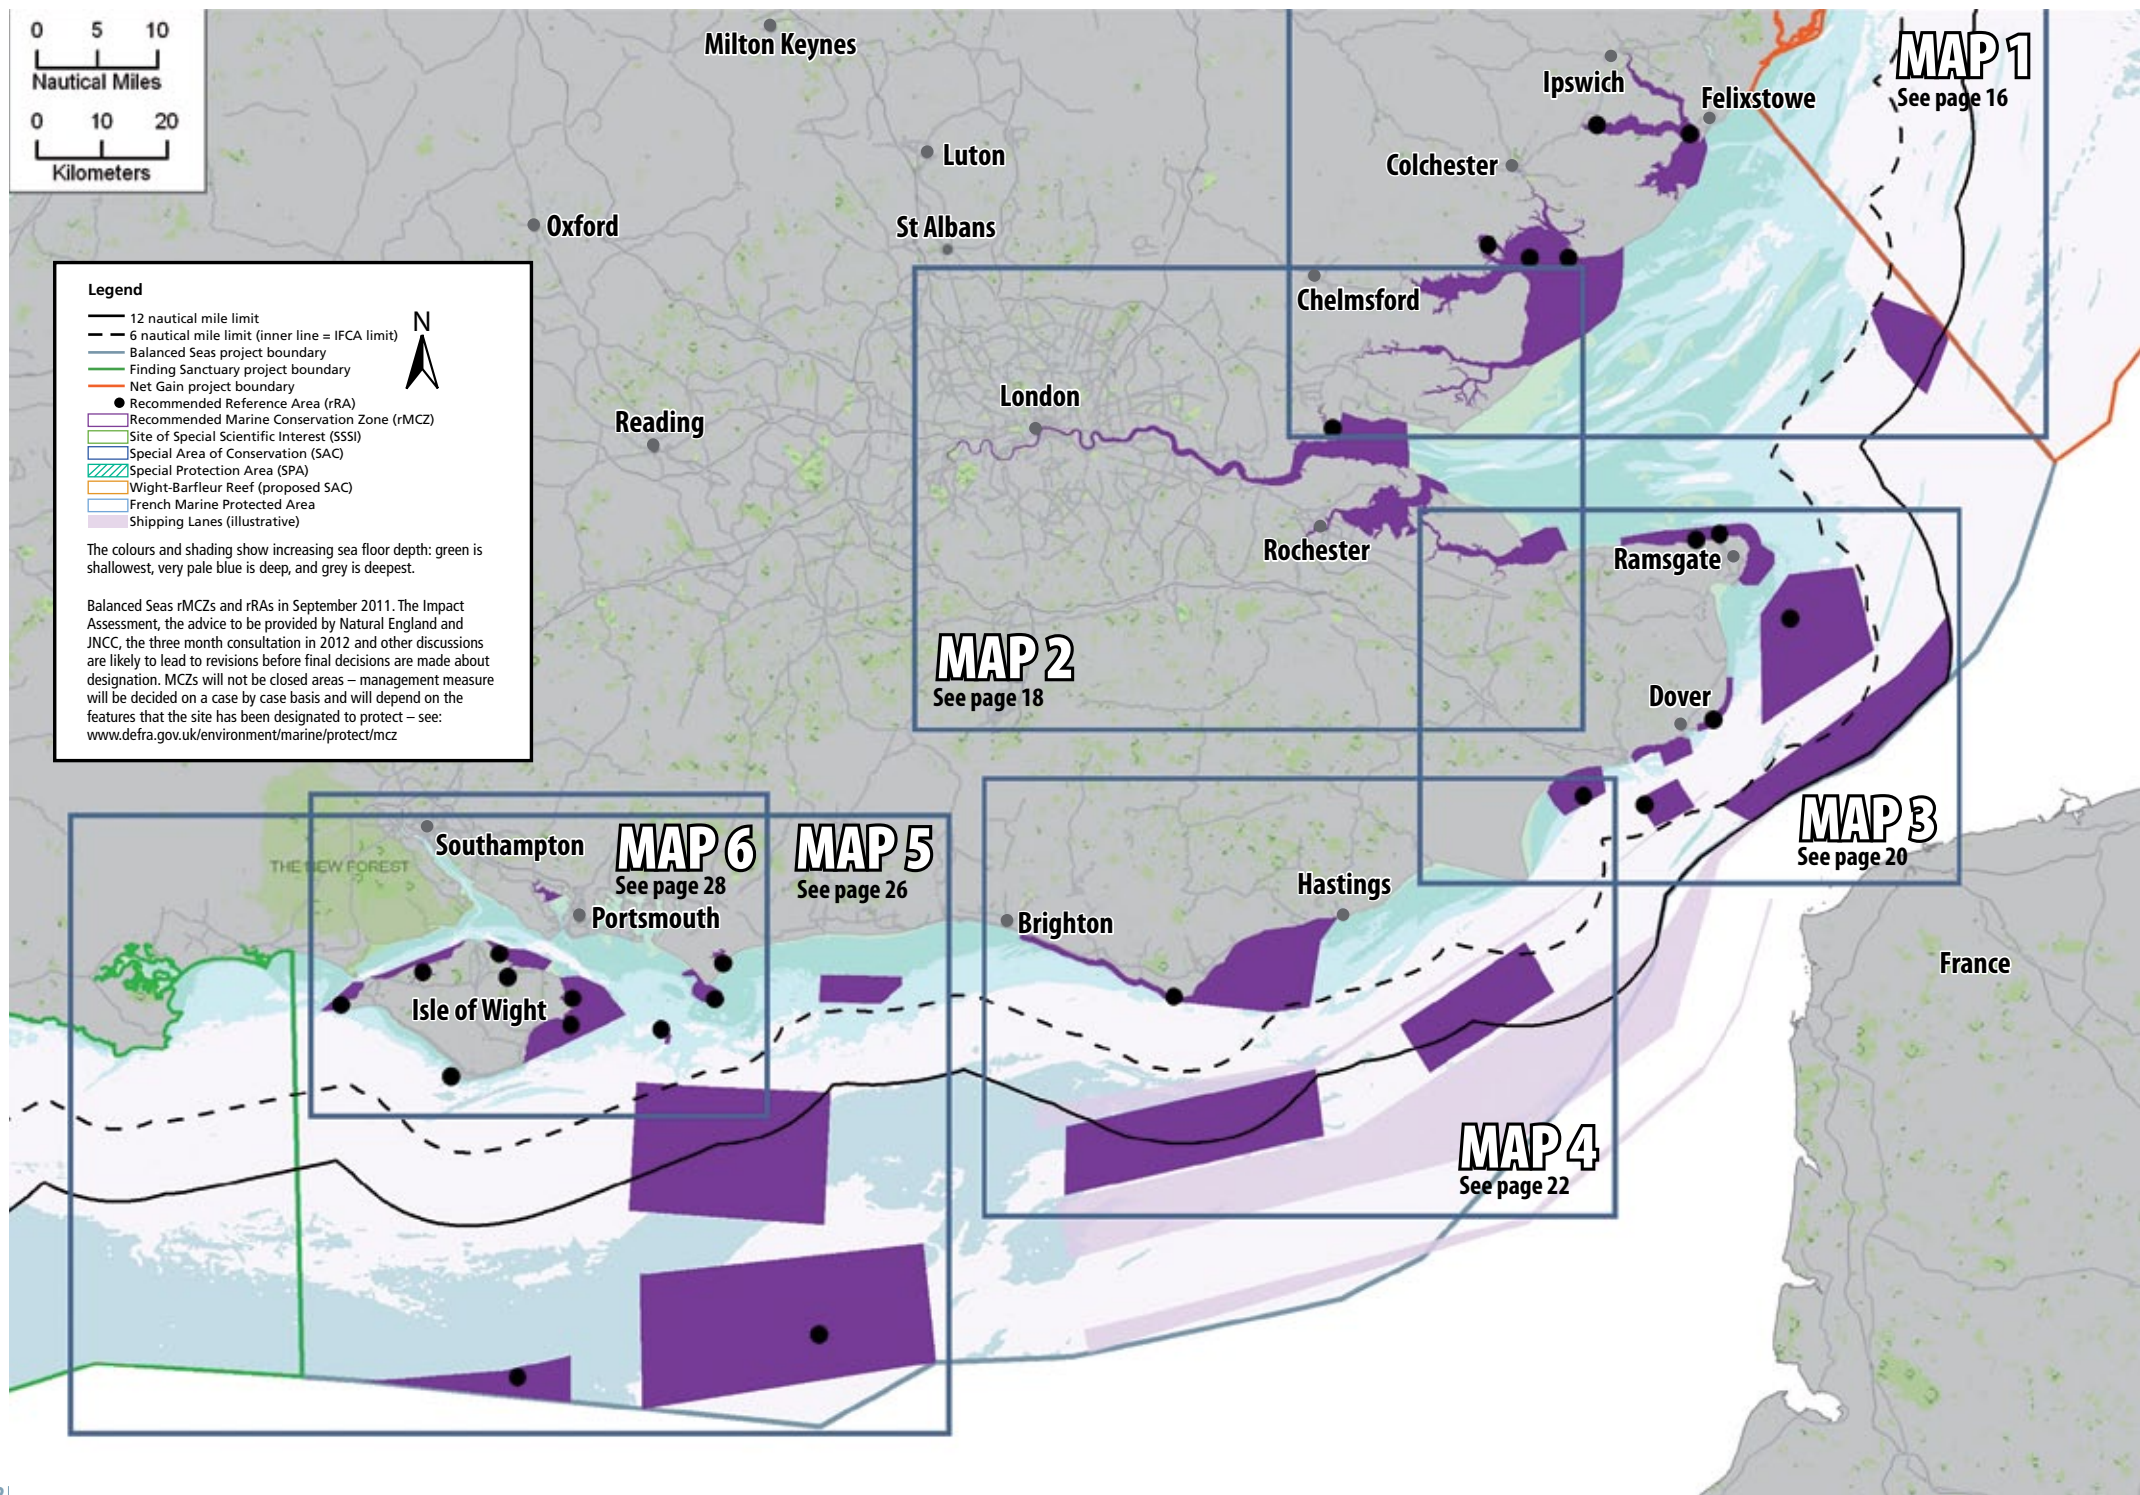 0 5 10
Nautical Miles
0 10 20
Kilometers
Milton Keynes
Luton
Oxford
St Albans
Ipswich
Felixstowe
Colchester
MAP 1
See page 16
Chelmsford
London
Reading
Rochester
Ramsgate
Dover
MAP 2
See page 18
MAP 3
See page 20
Legend
12 nautical mile limit
6 nautical mile limit (inner line = IFCA limit)
Balanced Seas project boundary
Finding Sanctuary project boundary
Net Gain project boundary
Recommended Reference Area (rRA)
Recommended Marine Conservation Zone (rMCZ)
Site of Special Scientific Interest (SSSI)
Special Area of Conservation (SAC)
Special Protection Area (SPA)
Wight-Barfleur Reef (proposed SAC)
French Marine Protected Area
Shipping Lanes (illustrative)
N
The colours and shading show increasing sea floor depth: green is
shallowest, very pale blue is deep, and grey is deepest.
Balanced Seas rMCZs and rRAs in September 2011. The Impact
Assessment, the advice to be provided by Natural England and
JNCC, the three month consultation in 2012 and other discussions
are likely to lead to revisions before final decisions are made about
designation. MCZs will not be closed areas – management measure
will be decided on a case by case basis and will depend on the
features that the site has been designated to protect – see:
www.defra.gov.uk/environment/marine/protect/mcz
THE NEW FOREST
Southampton
MAP 6
See page 28
MAP 5
See page 26
Portsmouth
Isle of Wight
Brighton
Hastings
MAP 4
See page 22
France